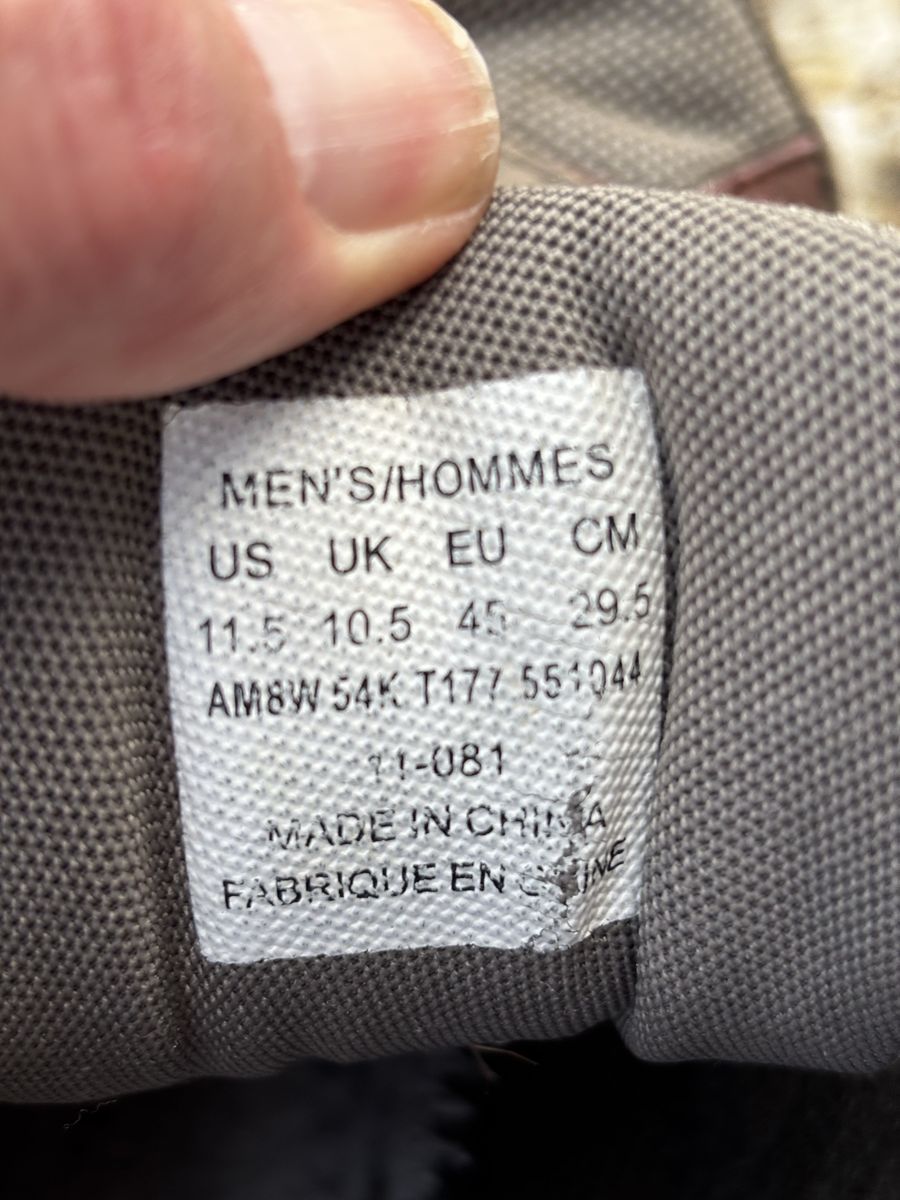 MEN'S/HOMMES
US UK EU CM
11.5 10.5 45 29.5
AM8W 54K T177 551044
11-081
MADE IN CHINA
FABRIQUE EN CHINE